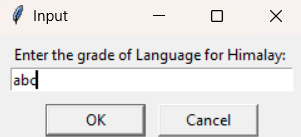 Input
Enter the grade of Language for Himalay:
abc
OK
Cancel